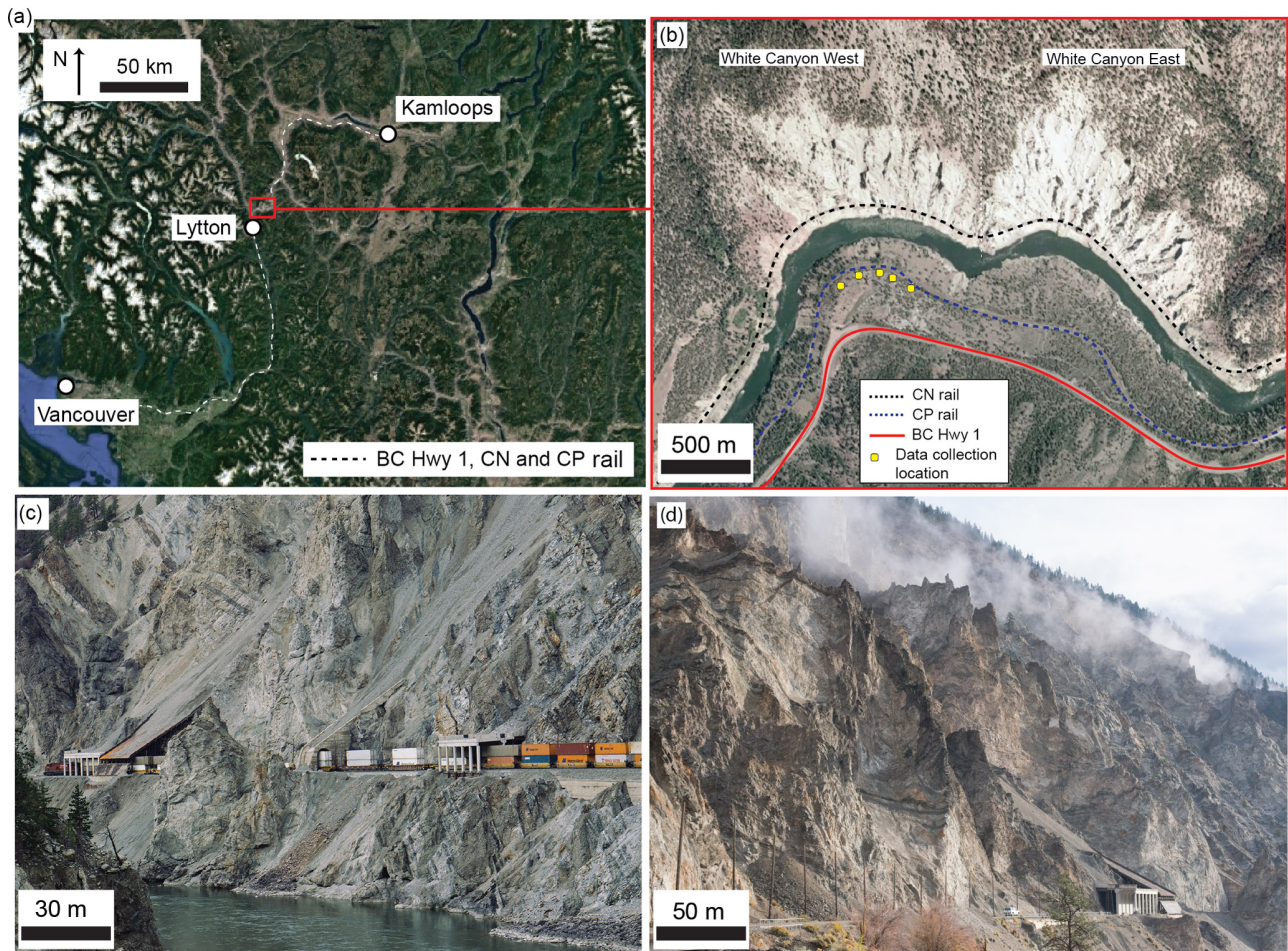 (a)
N
50 km
Kamloops
Lytton
Vancouver
BC Hwy 1, CN and CP rail
(b)
White Canyon West
White Canyon East
CN rail
CP rail
BC Hwy 1
Data collection
location
500 m
(c)
30 m
(d)
50 m